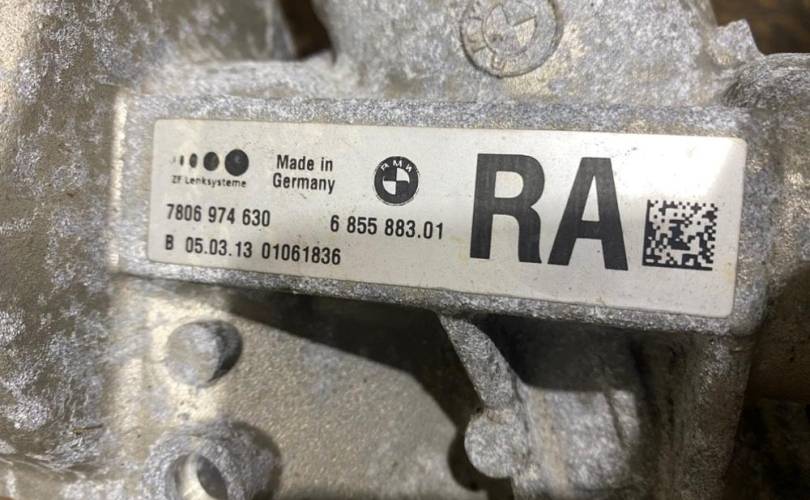 ZF Lenksysteme
Made in
Germany
BMW
7806 974 630
6 855 883.01
B 05.03.13 01061836
RA